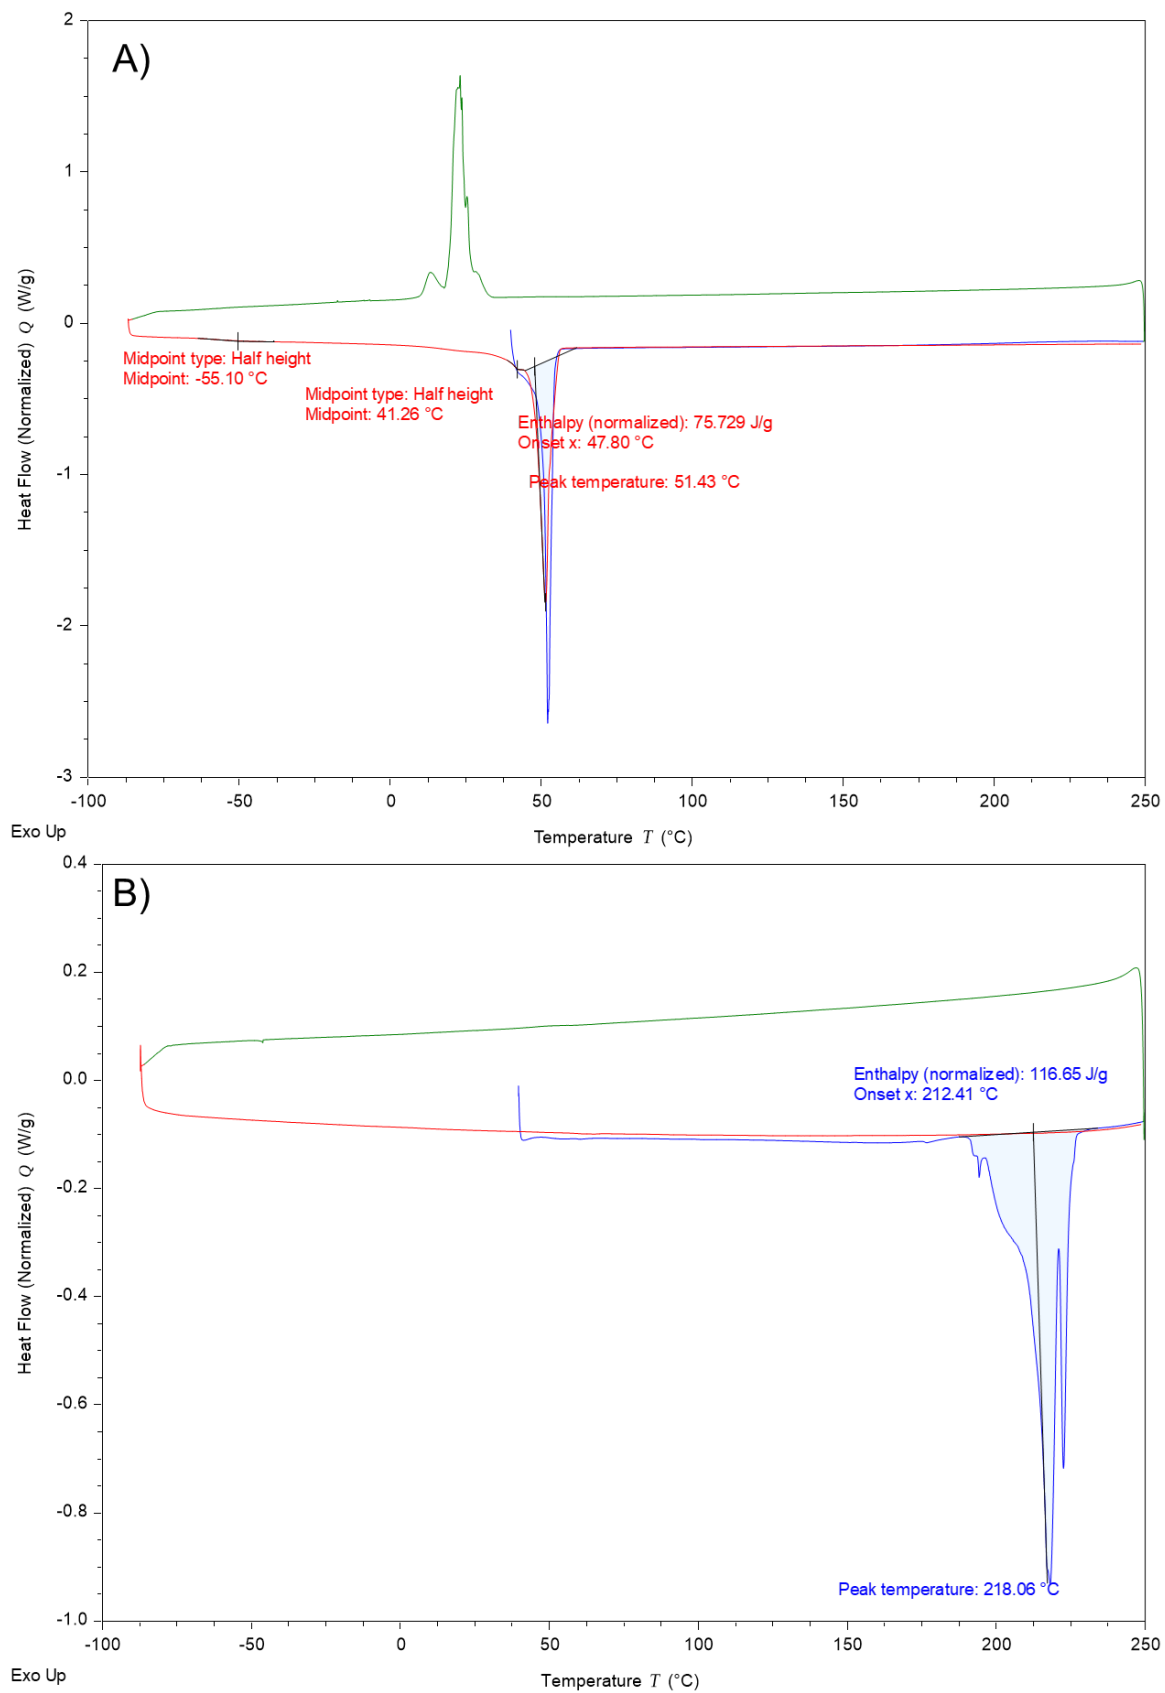 A)
2
1
0
-1
-2
-3
Heat Flow (Normalized) Q (W/g)
Midpoint type: Half height
Midpoint: -55.10 °C
Midpoint type: Half height
Midpoint: 41.26 °C
Enthalpy (normalized): 75.729 J/g
Onset x: 47.80 °C
Peak temperature: 51.43 °C
-100 -50 0 50 100 150 200 250
Exo Up
Temperature T (°C)
B)
0.4
0.2
0.0
-0.2
-0.4
-0.6
-0.8
-1.0
Heat Flow (Normalized) Q (W/g)
Enthalpy (normalized): 116.65 J/g
Onset x: 212.41 °C
Peak temperature: 218.06 °C
-100 -50 0 50 100 150 200 250
Exo Up
Temperature T (°C)